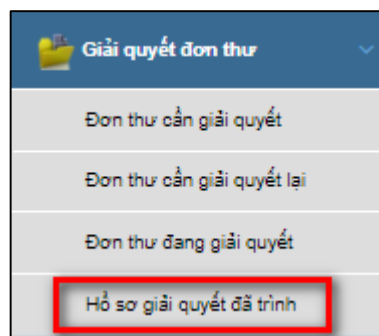 Giải quyết đơn thư
Đơn thư cần giải quyết
Đơn thư cần giải quyết lại
Đơn thư đang giải quyết
Hồ sơ giải quyết đã trình